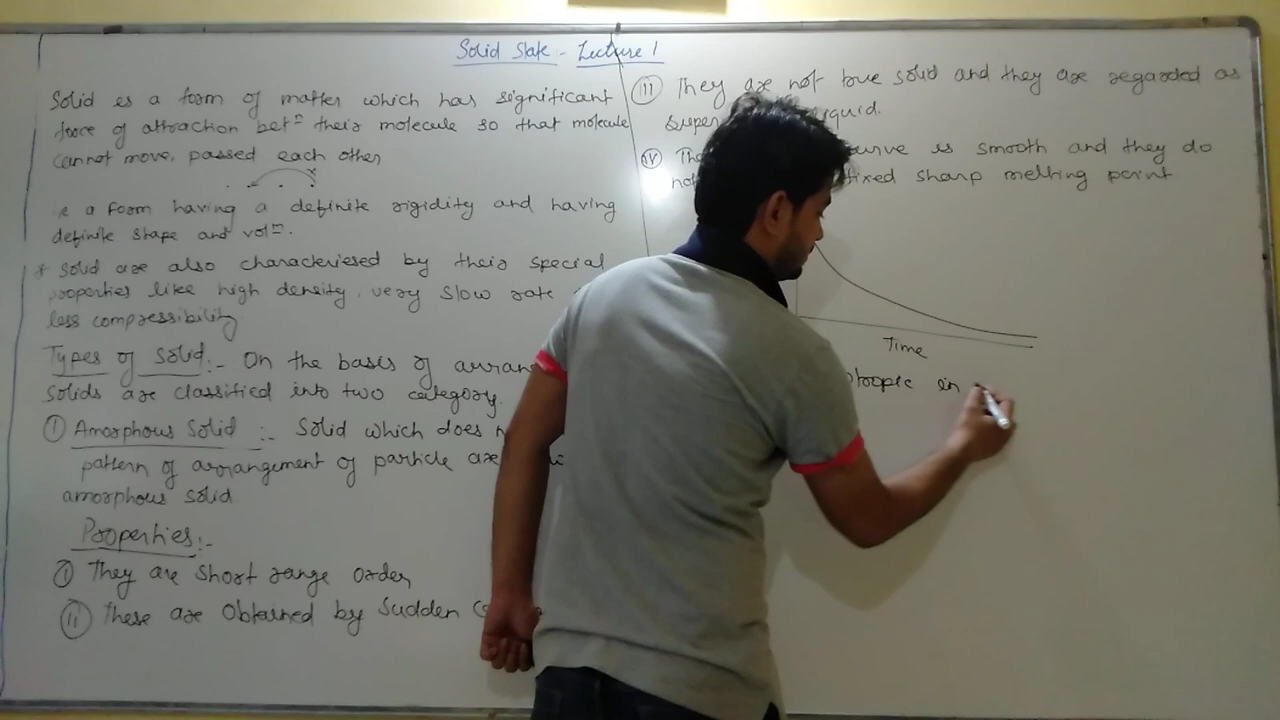 Solid State - Lecture 1
Solid is a form of matter which has significant
force of attraction betn their molecule so that molecule
cannot move, passed each other
is a form having a definite rigidity and having
definite shape and voln.
* Solid are also characteriesed by their special
properties like high density, very slow rate
less compressibility
Types of Solid:- On the basis of
solids are classified into two category.
(I) Amorphous Solid :- Solid which does
pattern of arrangement of particle are
amorphous solid
Properties:-
(I) They are short range order
(II) These are obtained by Sudden
(III) They are not true solid and they are regarded as
super liquid.
(IV) curve is smooth and they do
fixed sharp melting point
Time
in